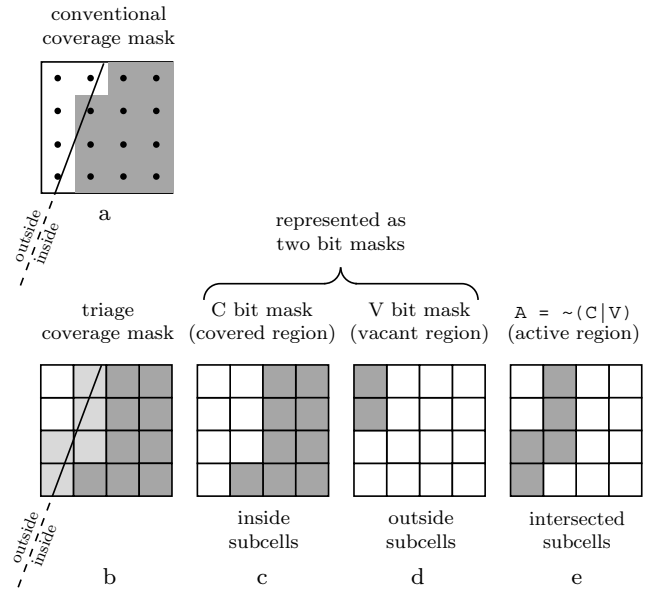 conventional
coverage mask
outside
inside
a
represented as
two bit masks
triage
coverage mask
C bit mask
(covered region)
V bit mask
(vacant region)
A = ~(C|V)
(active region)
outside
inside
inside
subcells
outside
subcells
intersected
subcells
b
c
d
e